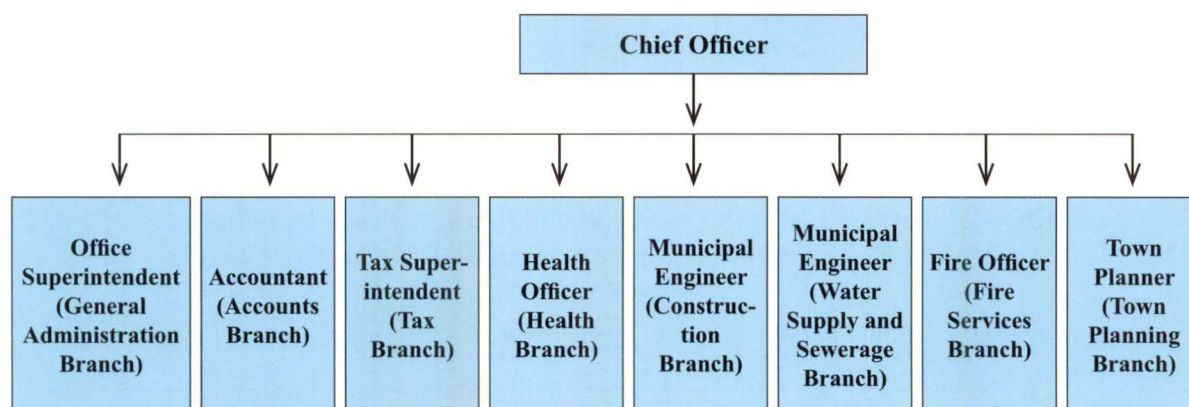 Chief Officer
Office
Superintendent
(General
Administration
Branch)
Accountant
(Accounts
Branch)
Tax Super-
intendent
(Tax
Branch)
Health
Officer
(Health
Branch)
Municipal
Engineer
(Construc-
tion
Branch)
Municipal
Engineer
(Water
Supply and
Sewerage
Branch)
Fire Officer
(Fire
Services
Branch)
Town
Planner
(Town
Planning
Branch)